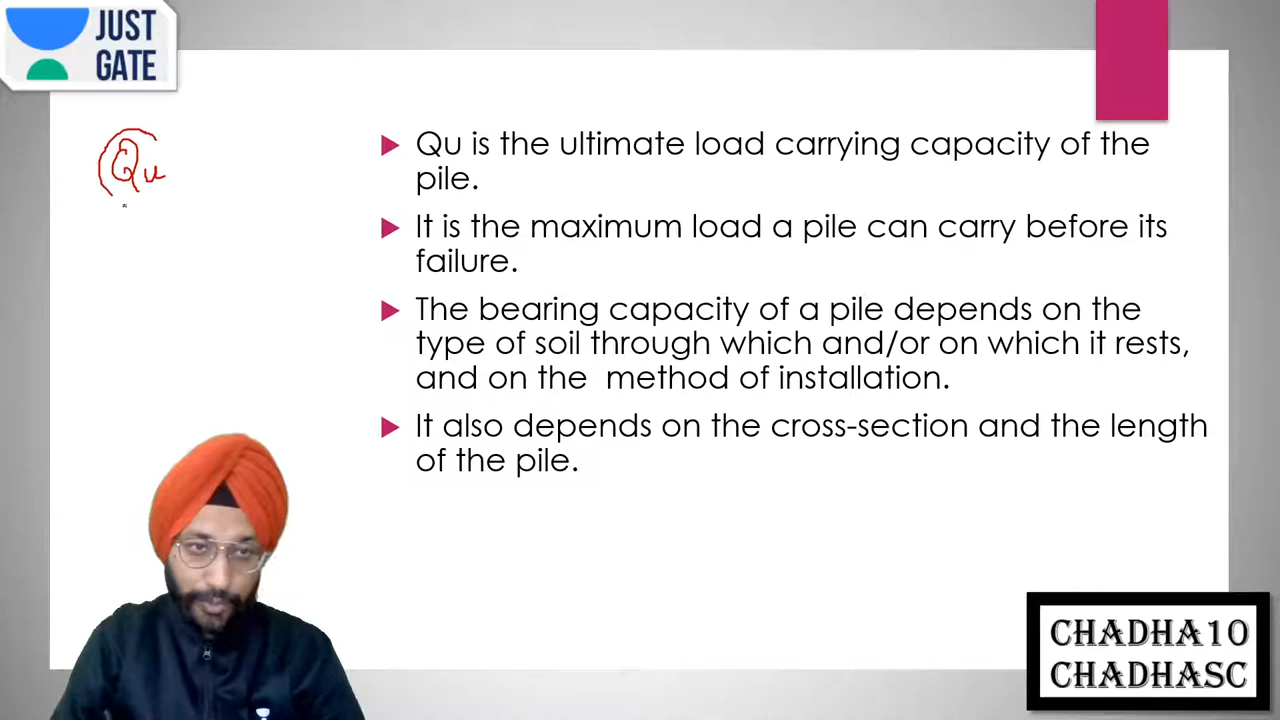 JUST
GATE
Qu
Qu is the ultimate load carrying capacity of the
pile.
It is the maximum load a pile can carry before its
failure.
The bearing capacity of a pile depends on the
type of soil through which and/or on which it rests,
and on the method of installation.
It also depends on the cross-section and the length
of the pile.
CHADHA10
CHADHASC